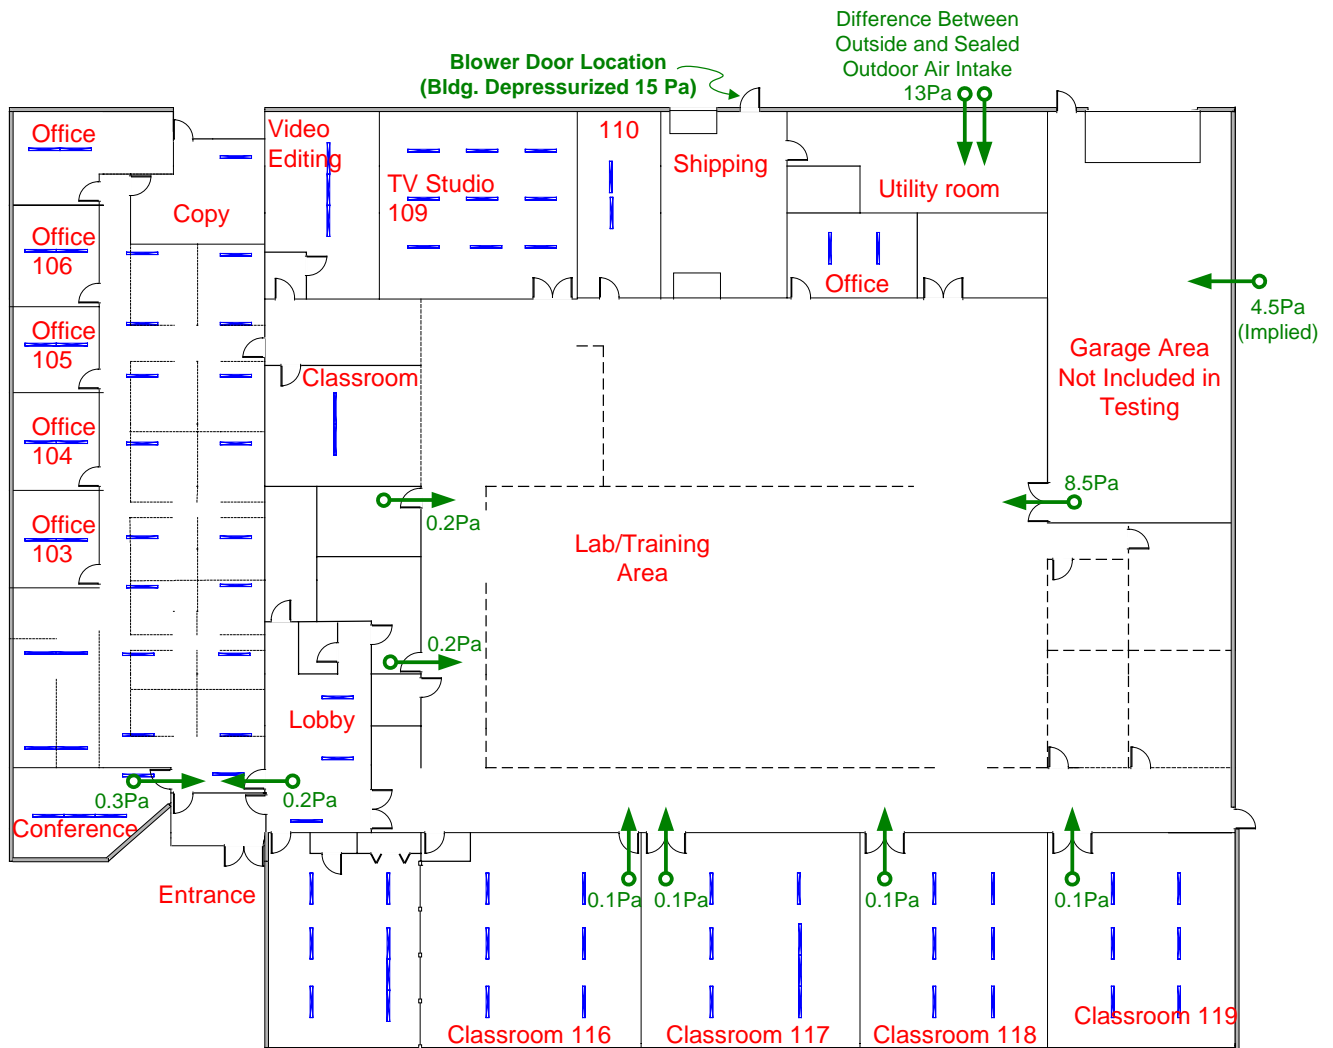 Difference Between
Outside and Sealed
Outdoor Air Intake
13Pa
Blower Door Location
(Bldg. Depressurized 15 Pa)
Office
Video
Editing
110
TV Studio
109
Shipping
Utility room
Copy
Office
106
Office
4.5Pa
(Implied)
Office
105
Classroom
Garage Area
Not Included in
Testing
Office
104
8.5Pa
Office
103
0.2Pa
Lab/Training
Area
0.2Pa
Lobby
0.3Pa
0.2Pa
Conference
Entrance
0.1Pa
0.1Pa
0.1Pa
0.1Pa
Classroom 116
Classroom 117
Classroom 118
Classroom 119